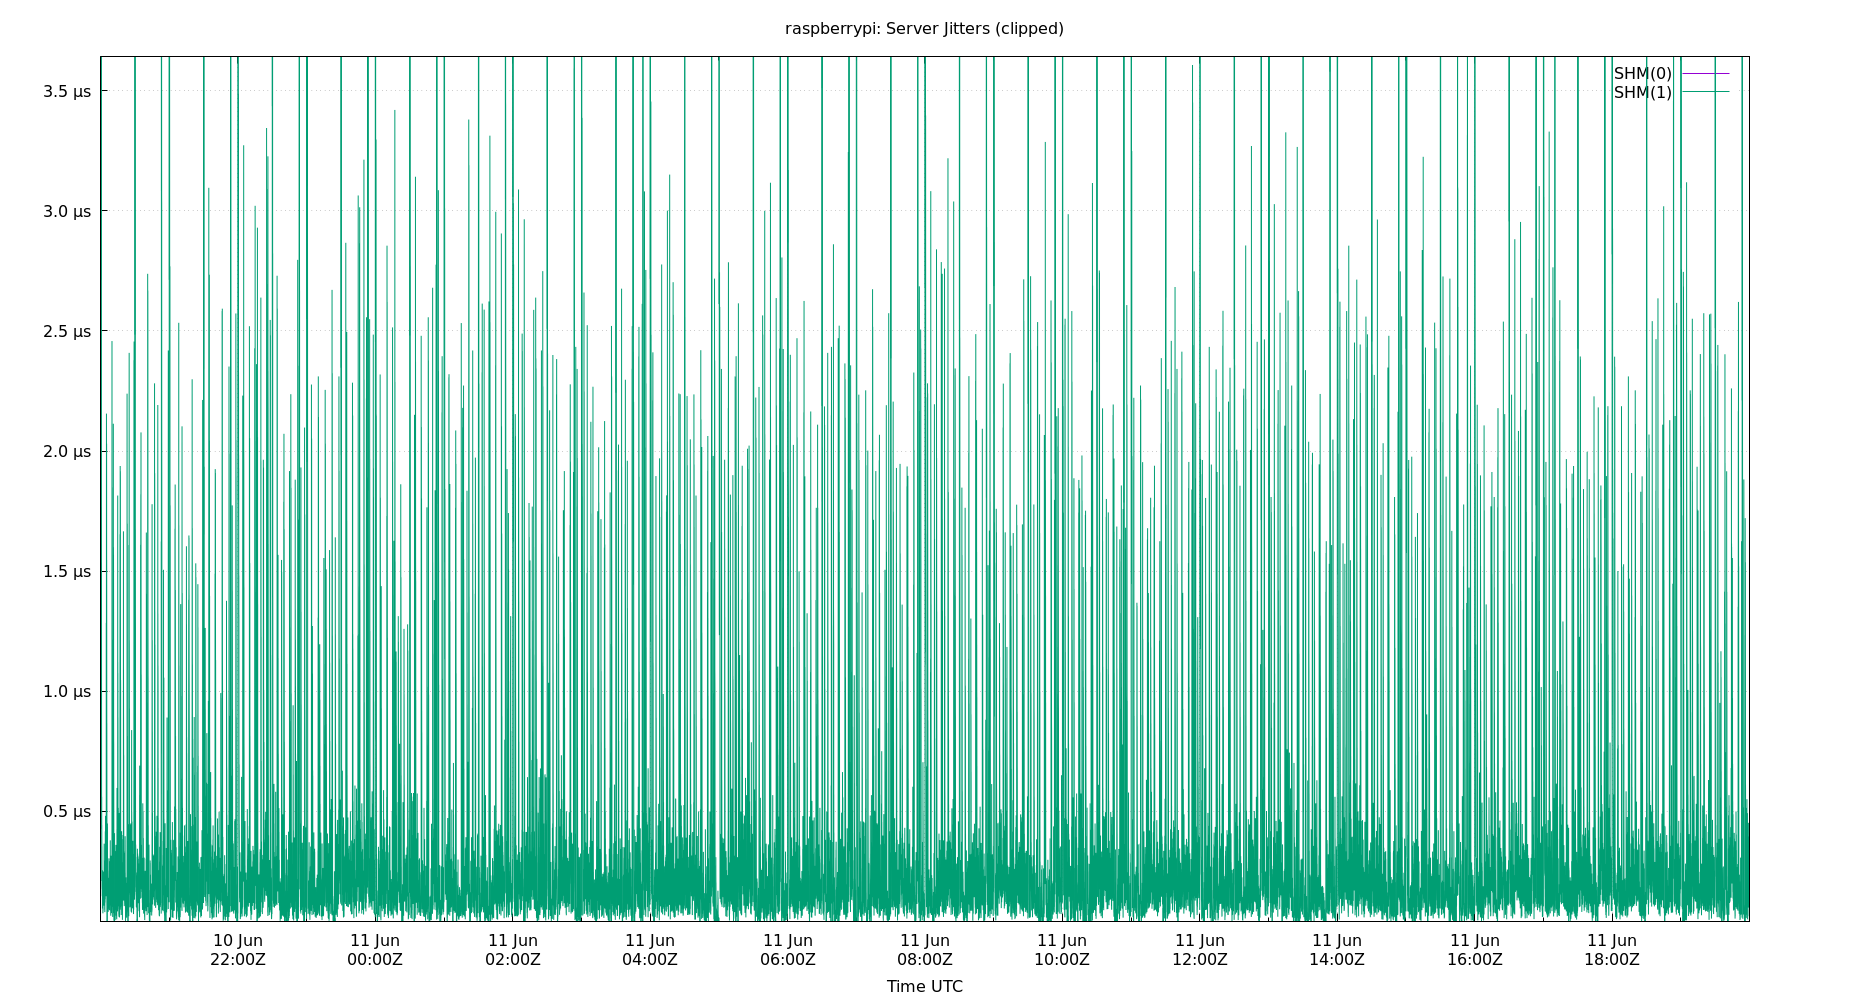 raspberrypi: Server Jitters (clipped)
SHM(0)
SHM(1)
3.5 µs
3.0 µs
2.5 µs
2.0 µs
1.5 µs
1.0 µs
0.5 µs
10 Jun 11 Jun 11 Jun 11 Jun 11 Jun 11 Jun 11 Jun 11 Jun 11 Jun 11 Jun 11 Jun
22:00Z 00:00Z 02:00Z 04:00Z 06:00Z 08:00Z 10:00Z 12:00Z 14:00Z 16:00Z 18:00Z
Time UTC